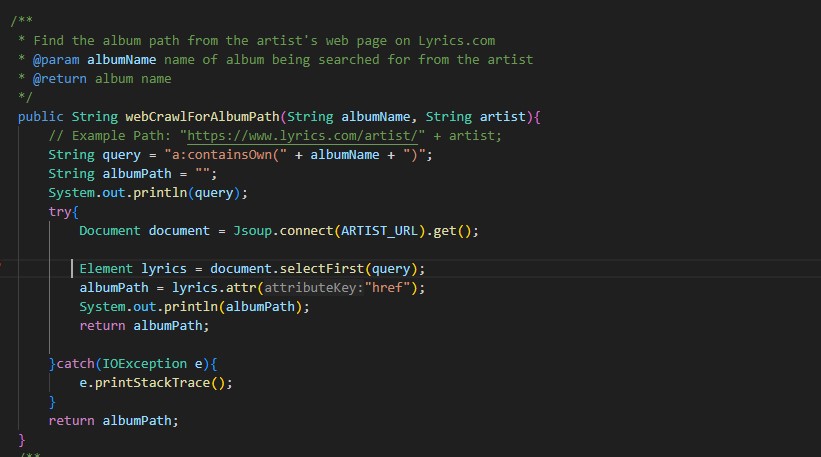 /**
* Find the album path from the artist's web page on Lyrics.com
* @param albumName name of album being searched for from the artist
* @return album name
*/
public String webCrawlForAlbumPath(String albumName, String artist){
// Example Path: "https://www.lyrics.com/artist/" + artist;
String query = "a:containsOwn(" + albumName + ")";
String albumPath = "";
System.out.println(query);
try{
Document document = Jsoup.connect(ARTIST_URL).get();
Element lyrics = document.selectFirst(query);
albumPath = lyrics.attr(attributeKey:"href");
System.out.println(albumPath);
return albumPath;
}catch(IOException e){
e.printStackTrace();
}
return albumPath;
}
/**